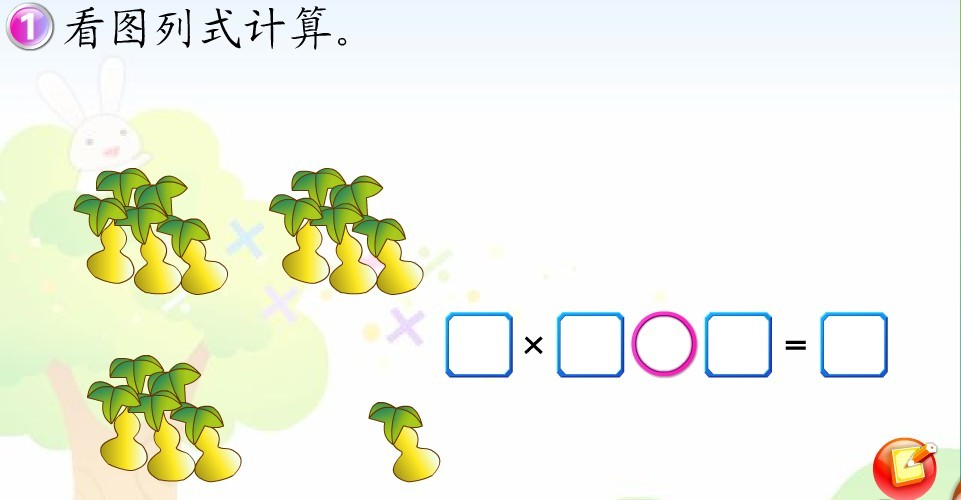 1 看图列式计算。
× =